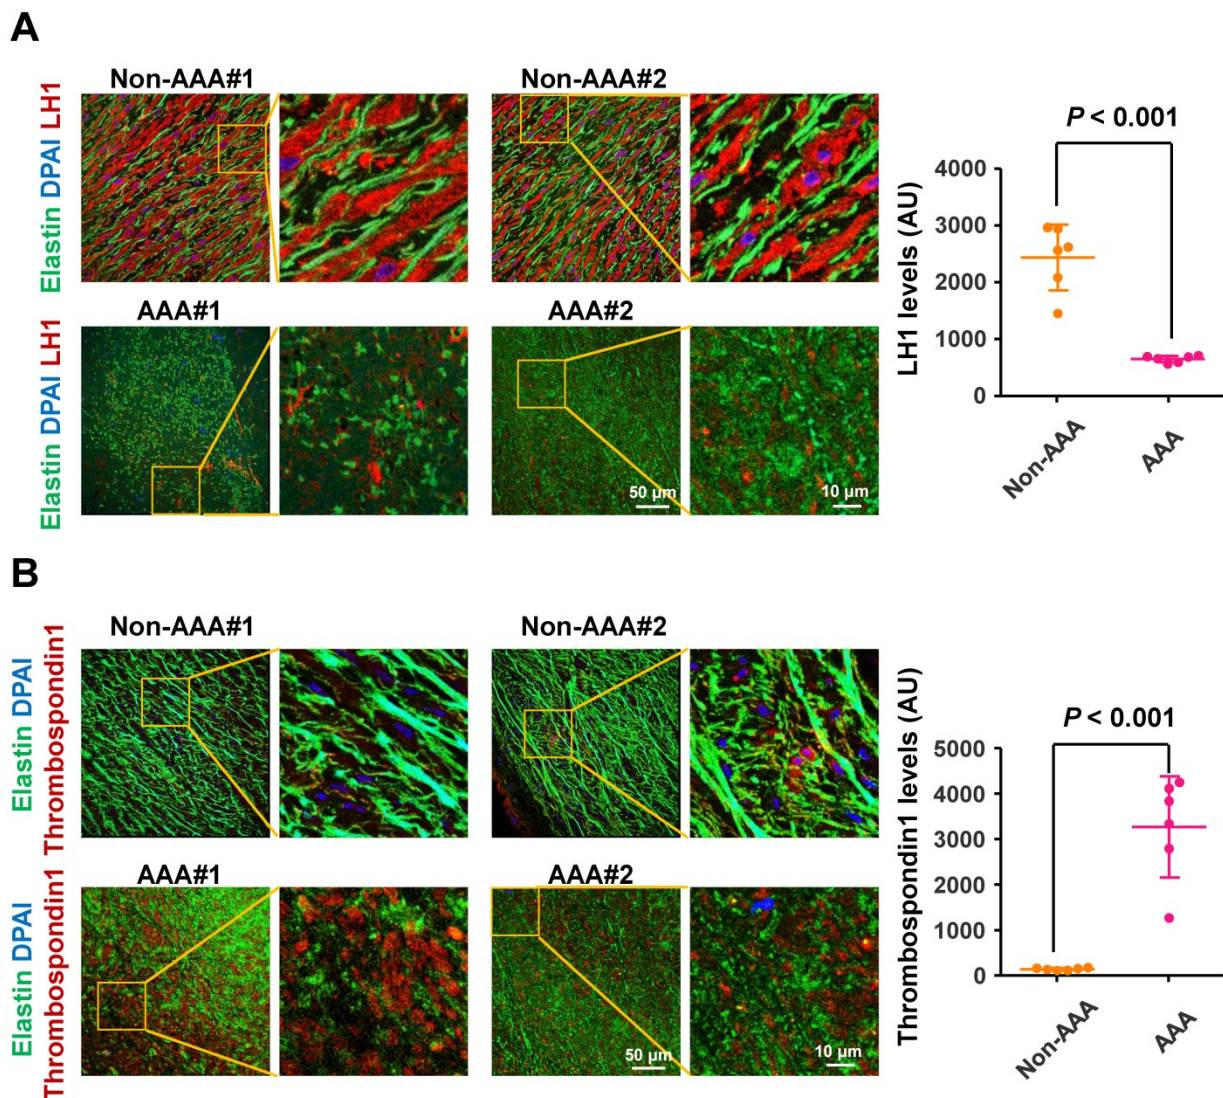 A
Non-AAA#1
Non-AAA#2
Elastin DPAI LH1
AAA#1
AAA#2
Elastin DPAI LH1
50 µm
10 µm
P < 0.001
LH1 levels (AU)
4000
3000
2000
1000
0
Non-AAA
AAA
B
Non-AAA#1
Non-AAA#2
Elastin DPAI
Thrombospondin1
AAA#1
AAA#2
Elastin DPAI
Thrombospondin1
50 µm
10 µm
P < 0.001
Thrombospondin1 levels (AU)
5000
4000
3000
2000
1000
0
Non-AAA
AAA